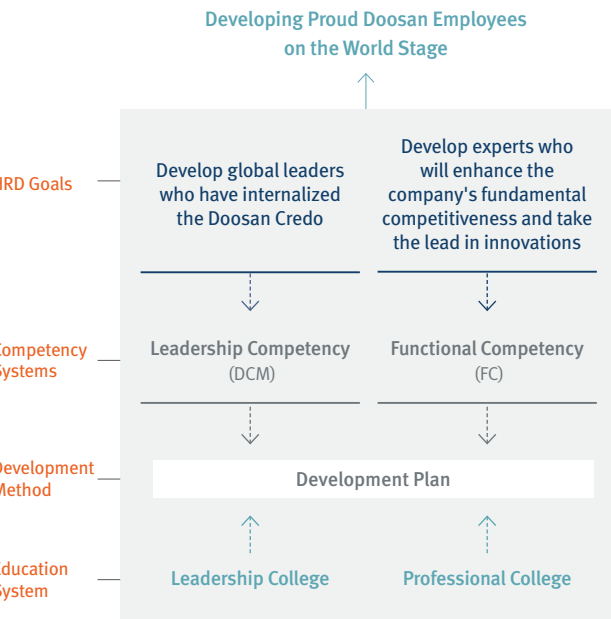 Developing Proud Doosan Employees
on the World Stage
HRD Goals
Develop global leaders
who have internalized
the Doosan Credo
Develop experts who
will enhance the
company's fundamental
competitiveness and take
the lead in innovations
Competency
Systems
Leadership Competency
(DCM)
Functional Competency
(FC)
Development
Method
Development Plan
Education
System
Leadership College
Professional College